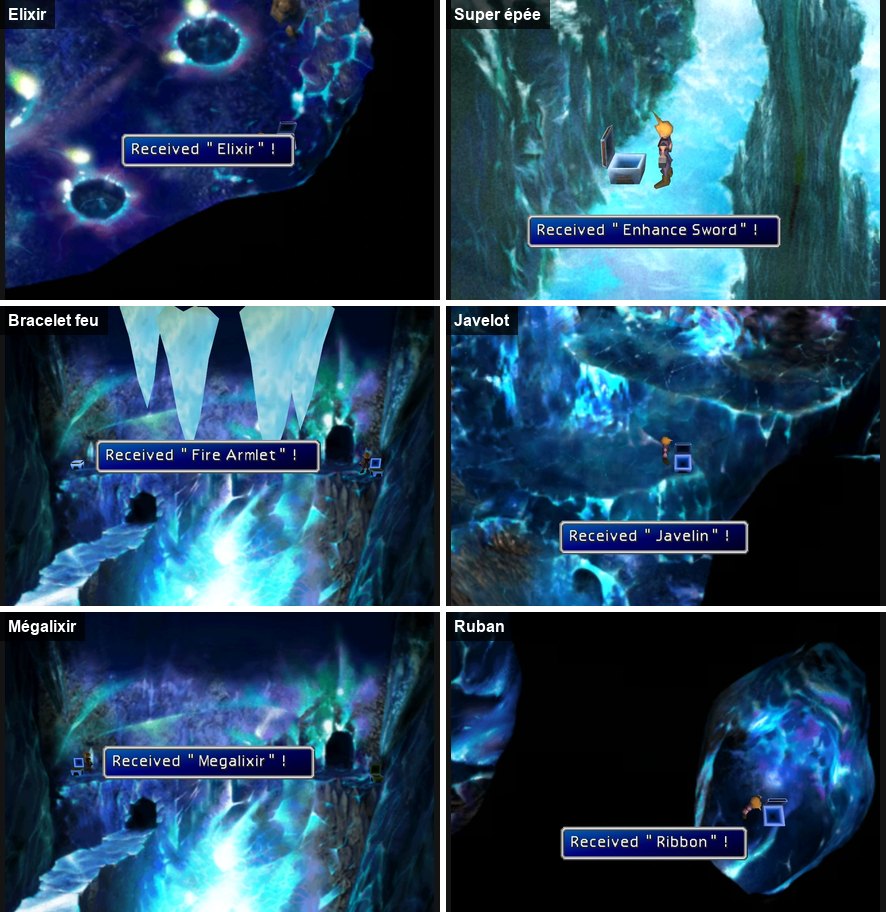 Elixir
Received "Elixir" !
Super épée
Received "Enhance Sword" !
Bracelet feu
Received "Fire Armlet" !
Javelot
Received "Javelin" !
Mégalixir
Received "Megalixir" !
Ruban
Received "Ribbon" !